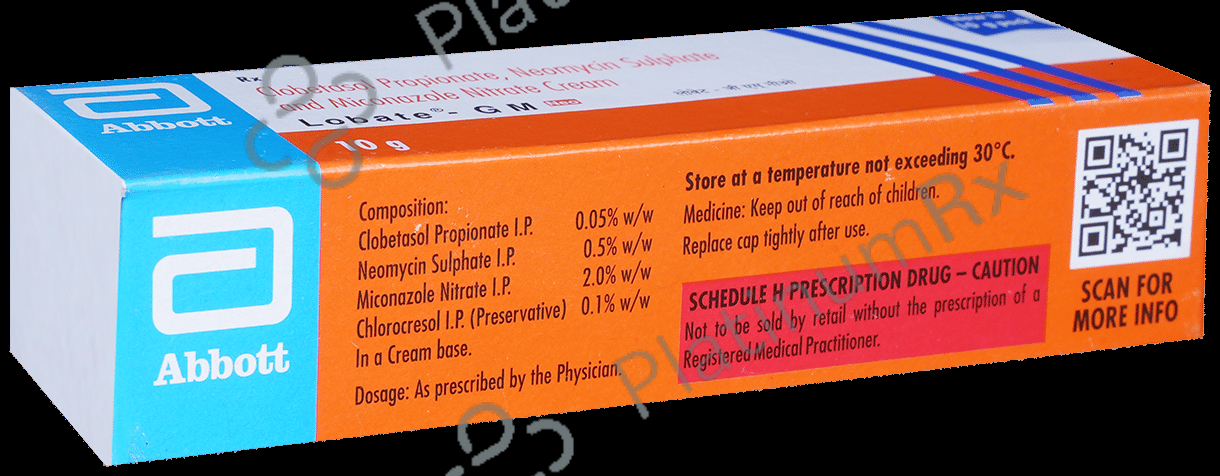 Abbott
Rx
Clobetasol Propionate, Neomycin Sulphate
and Miconazole Nitrate Cream
Lobate® - GM
10 g
Abbott
Composition:
Clobetasol Propionate I.P. 0.05% w/w
Neomycin Sulphate I.P. 0.5% w/w
Miconazole Nitrate I.P. 2.0% w/w
Chlorocresol I.P. (Preservative) 0.1% w/w
In a Cream base.
Dosage: As prescribed by the Physician.
Store at a temperature not exceeding 30°C.
Medicine: Keep out of reach of children.
Replace cap tightly after use.
SCHEDULE H PRESCRIPTION DRUG – CAUTION
Not to be sold by retail without the prescription of a
Registered Medical Practitioner.
SCAN FOR
MORE INFO
PlatinumRx